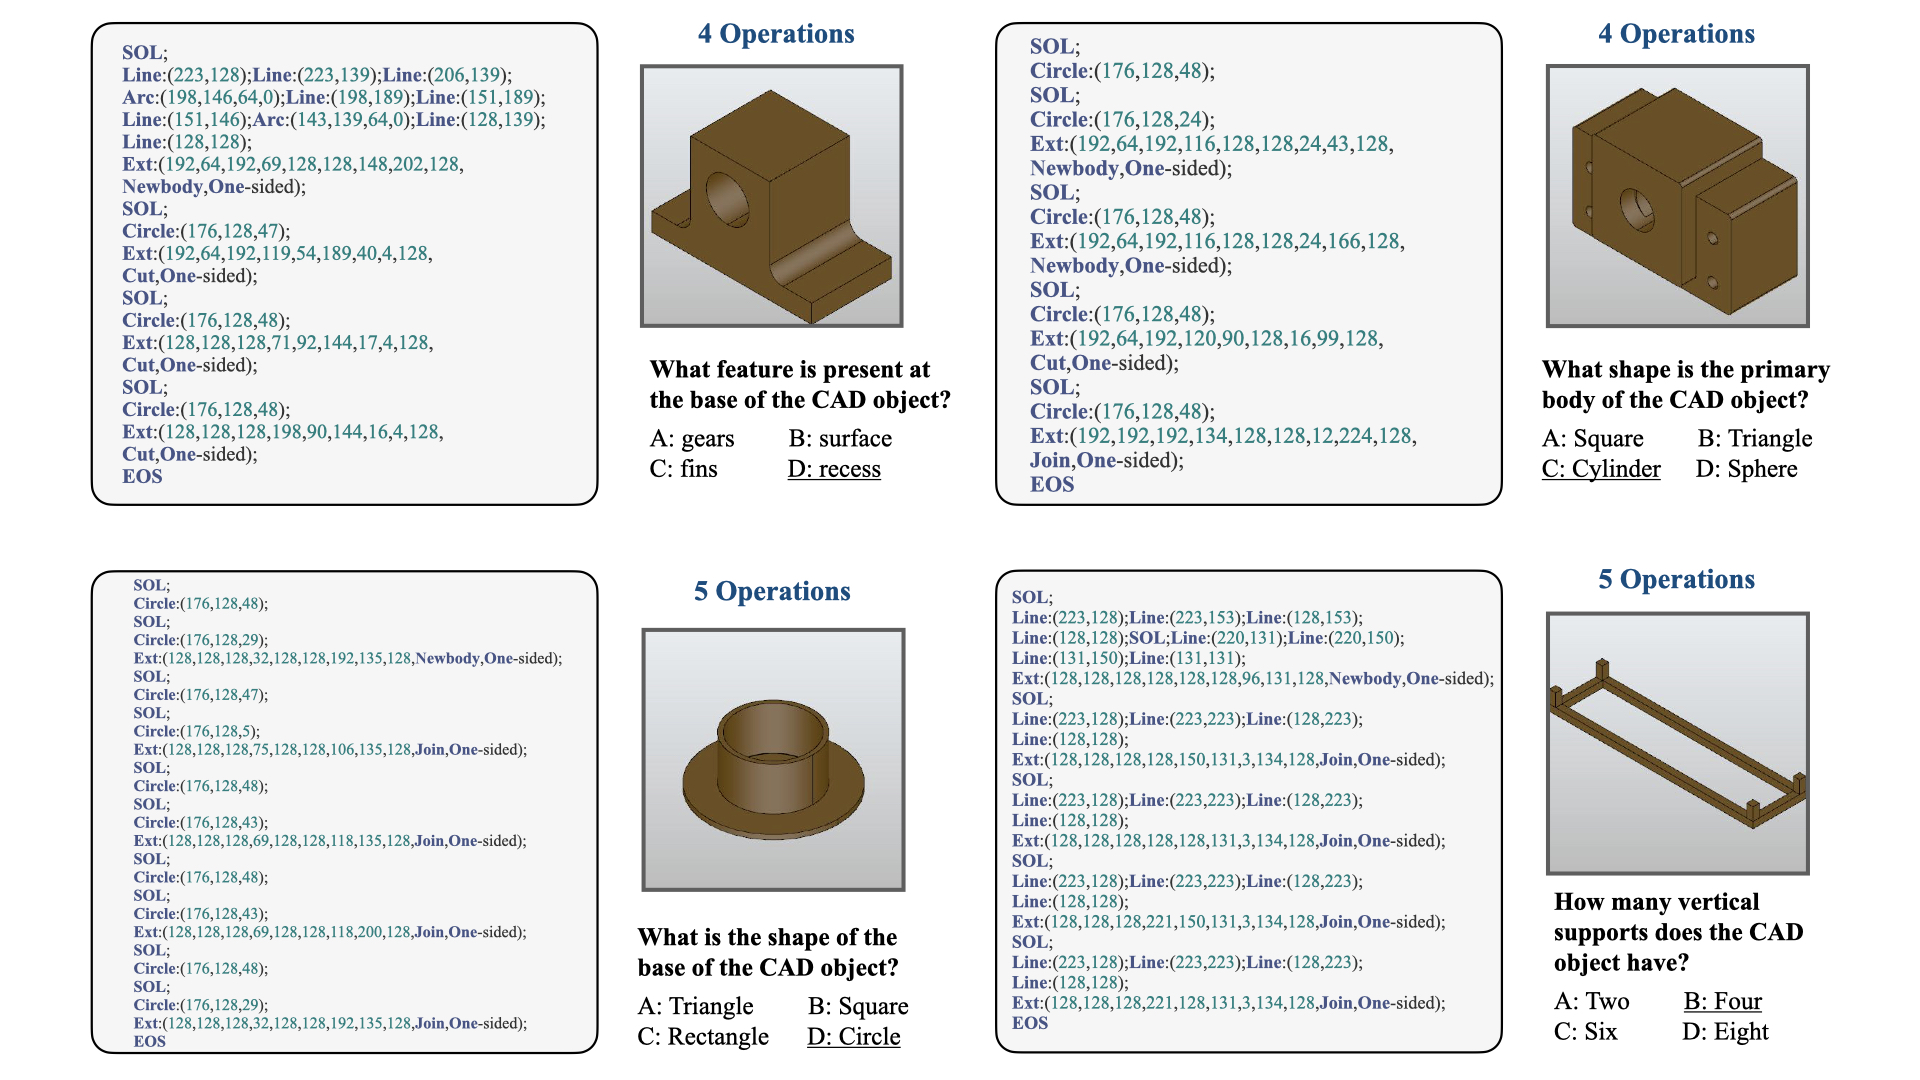 SOL;
Line:(223,128);Line:(223,139);Line:(206,139);
Arc:(198,146,64,0);Line:(198,189);Line:(151,189);
Line:(151,146);Arc:(143,139,64,0);Line:(128,139);
Line:(128,128);
Ext:(192,64,192,69,128,128,148,202,128,
Newbody,One-sided);
SOL;
Circle:(176,128,47);
Ext:(192,64,192,119,54,189,40,4,128,
Cut,One-sided);
SOL;
Circle:(176,128,48);
Ext:(128,128,128,71,92,144,17,4,128,
Cut,One-sided);
SOL;
Circle:(176,128,48);
Ext:(128,128,128,198,90,144,16,4,128,
Cut,One-sided);
EOS
4 Operations
What feature is present at
the base of the CAD object?
A: gears B: surface
C: fins D: recess
SOL;
Circle:(176,128,48);
SOL;
Circle:(176,128,24);
Ext:(192,64,192,116,128,128,24,43,128,
Newbody,One-sided);
SOL;
Circle:(176,128,48);
Ext:(192,64,192,116,128,128,24,166,128,
Newbody,One-sided);
SOL;
Circle:(176,128,48);
Ext:(192,64,192,120,90,128,16,99,128,
Cut,One-sided);
SOL;
Circle:(176,128,48);
Ext:(192,192,192,134,128,128,12,224,128,
Join,One-sided);
EOS
4 Operations
What shape is the primary
body of the CAD object?
A: Square B: Triangle
C: Cylinder D: Sphere
SOL;
Circle:(176,128,48);
SOL;
Circle:(176,128,29);
Ext:(128,128,128,32,128,128,192,135,128,Newbody,One-sided);
SOL;
Circle:(176,128,47);
SOL;
Circle:(176,128,5);
Ext:(128,128,128,75,128,128,106,135,128,Join,One-sided);
SOL;
Circle:(176,128,48);
SOL;
Circle:(176,128,43);
Ext:(128,128,128,69,128,128,118,135,128,Join,One-sided);
SOL;
Circle:(176,128,48);
SOL;
Circle:(176,128,43);
Ext:(128,128,128,69,128,128,118,200,128,Join,One-sided);
SOL;
Circle:(176,128,48);
SOL;
Circle:(176,128,29);
Ext:(128,128,128,32,128,128,192,135,128,Join,One-sided);
EOS
5 Operations
What is the shape of the
base of the CAD object?
A: Triangle B: Square
C: Rectangle D: Circle
SOL;
Line:(223,128);Line:(223,153);Line:(128,153);
Line:(128,128);SOL;Line:(220,131);Line:(220,150);
Line:(131,150);Line:(131,131);
Ext:(128,128,128,128,128,128,96,131,128,Newbody,One-sided);
SOL;
Line:(223,128);Line:(223,223);Line:(128,223);
Line:(128,128);
Ext:(128,128,128,128,150,131,3,134,128,Join,One-sided);
SOL;
Line:(223,128);Line:(223,223);Line:(128,223);
Line:(128,128);
Ext:(128,128,128,128,128,131,3,134,128,Join,One-sided);
SOL;
Line:(223,128);Line:(223,223);Line:(128,223);
Line:(128,128);
Ext:(128,128,128,221,150,131,3,134,128,Join,One-sided);
SOL;
Line:(223,128);Line:(223,223);Line:(128,223);
Line:(128,128);
Ext:(128,128,128,221,128,131,3,134,128,Join,One-sided);
EOS
5 Operations
How many vertical
supports does the CAD
object have?
A: Two B: Four
C: Six D: Eight